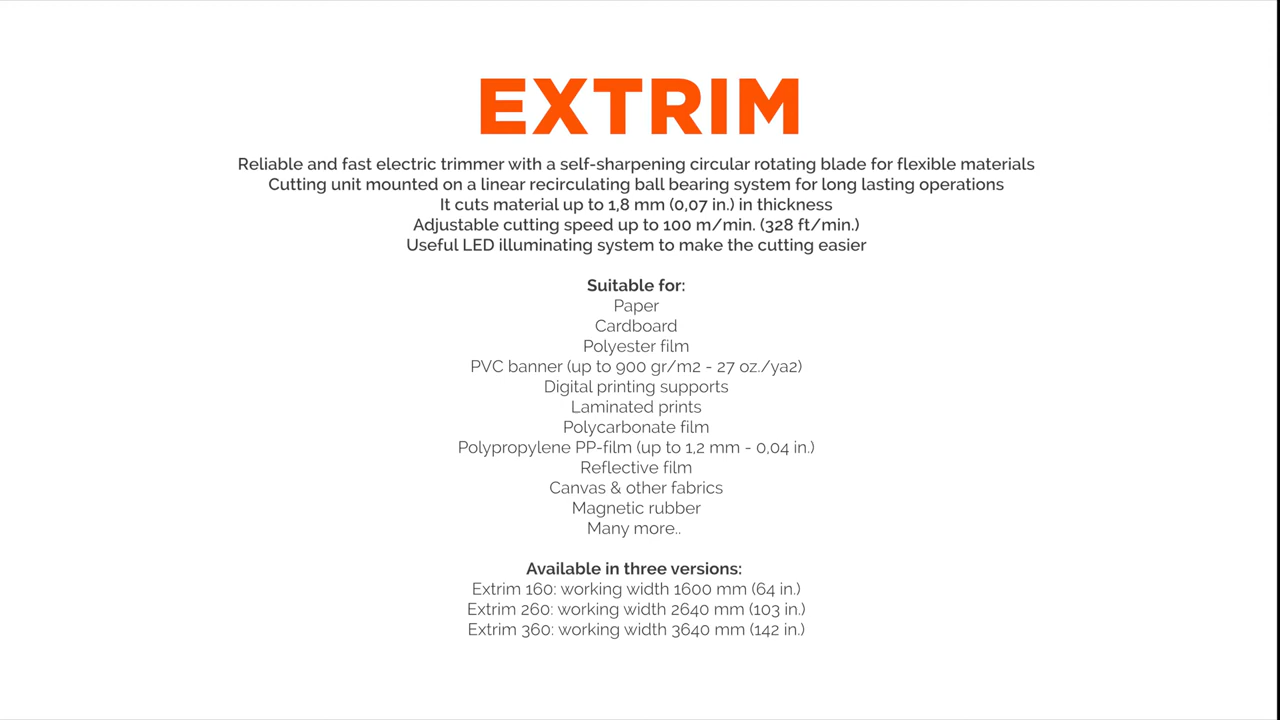 EXTRIM
Reliable and fast electric trimmer with a self-sharpening circular rotating blade for flexible materials
Cutting unit mounted on a linear recirculating ball bearing system for long lasting operations
It cuts material up to 1,8 mm (0,07 in.) in thickness
Adjustable cutting speed up to 100 m/min. (328 ft/min.)
Useful LED illuminating system to make the cutting easier
Suitable for:
Paper
Cardboard
Polyester film
PVC banner (up to 900 gr/m2 - 27 oz./ya2)
Digital printing supports
Laminated prints
Polycarbonate film
Polypropylene PP-film (up to 1,2 mm - 0,04 in.)
Reflective film
Canvas & other fabrics
Magnetic rubber
Many more..
Available in three versions:
Extrim 160: working width 1600 mm (64 in.)
Extrim 260: working width 2640 mm (103 in.)
Extrim 360: working width 3640 mm (142 in.)